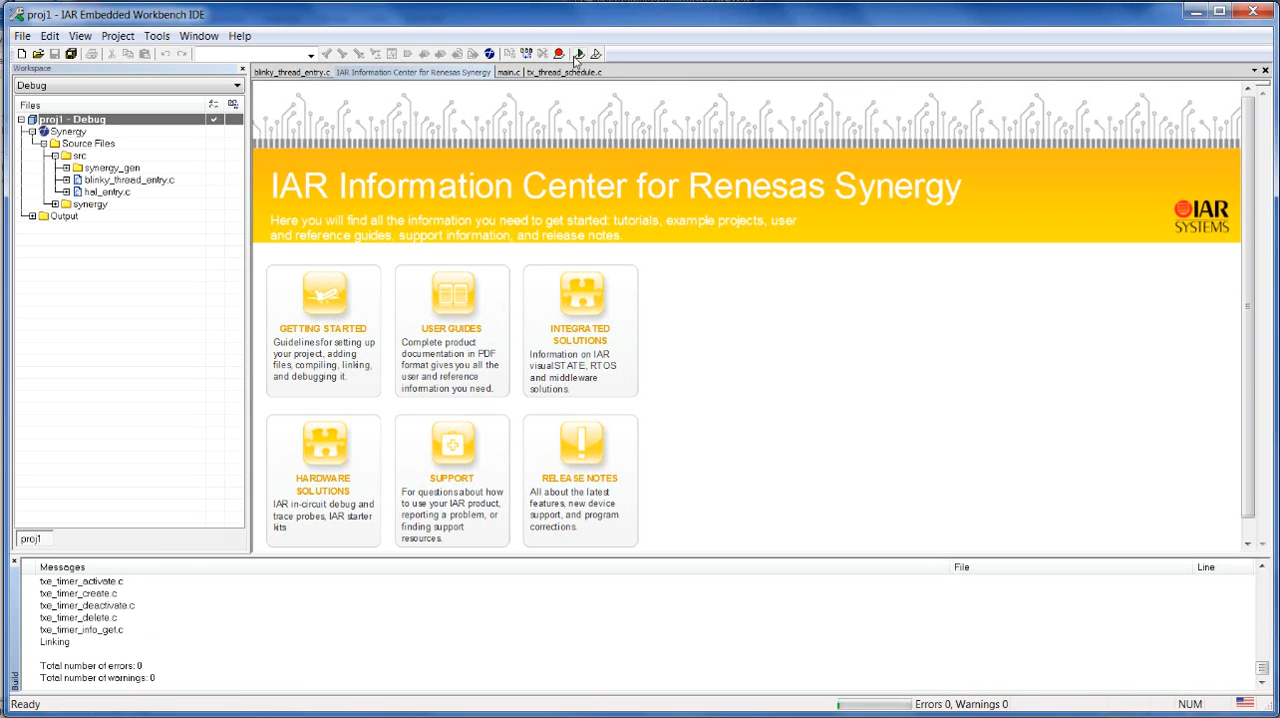 proj1 - IAR Embedded Workbench IDE
File Edit View Project Tools Window Help
Workspace
blinky_thread_entry.c IAR Information Center for Renesas Synergy main.c tx_thread_schedule.c
Debug
Files
proj1 - Debug
Synergy
Source Files
src
synergy_gen
blinky_thread_entry.c
hal_entry.c
synergy
Output
proj1
IAR Information Center for Renesas Synergy
Here you will find all the information you need to get started: tutorials, example projects, user
and reference guides, support information, and release notes.
IAR
SYSTEMS
GETTING STARTED
Guidelines for setting up
your project, adding
files, compiling, linking,
and debugging it.
USER GUIDES
Complete product
documentation in PDF
format gives you all the
user and reference
information you need.
INTEGRATED
SOLUTIONS
Information on IAR
visualSTATE, RTOS
and middleware
solutions.
HARDWARE
SOLUTIONS
IAR in-circuit debug and
trace probes, IAR starter
kits
SUPPORT
For questions about how
to use your IAR product,
reporting a problem, or
finding support
resources.
RELEASE NOTES
All about the latest
features, new device
support, and program
corrections.
Messages File Line
txe_timer_activate.c
txe_timer_create.c
txe_timer_deactivate.c
txe_timer_delete.c
txe_timer_info_get.c
Linking
Total number of errors: 0
Total number of warnings: 0
Build
Ready Errors 0, Warnings 0 NUM